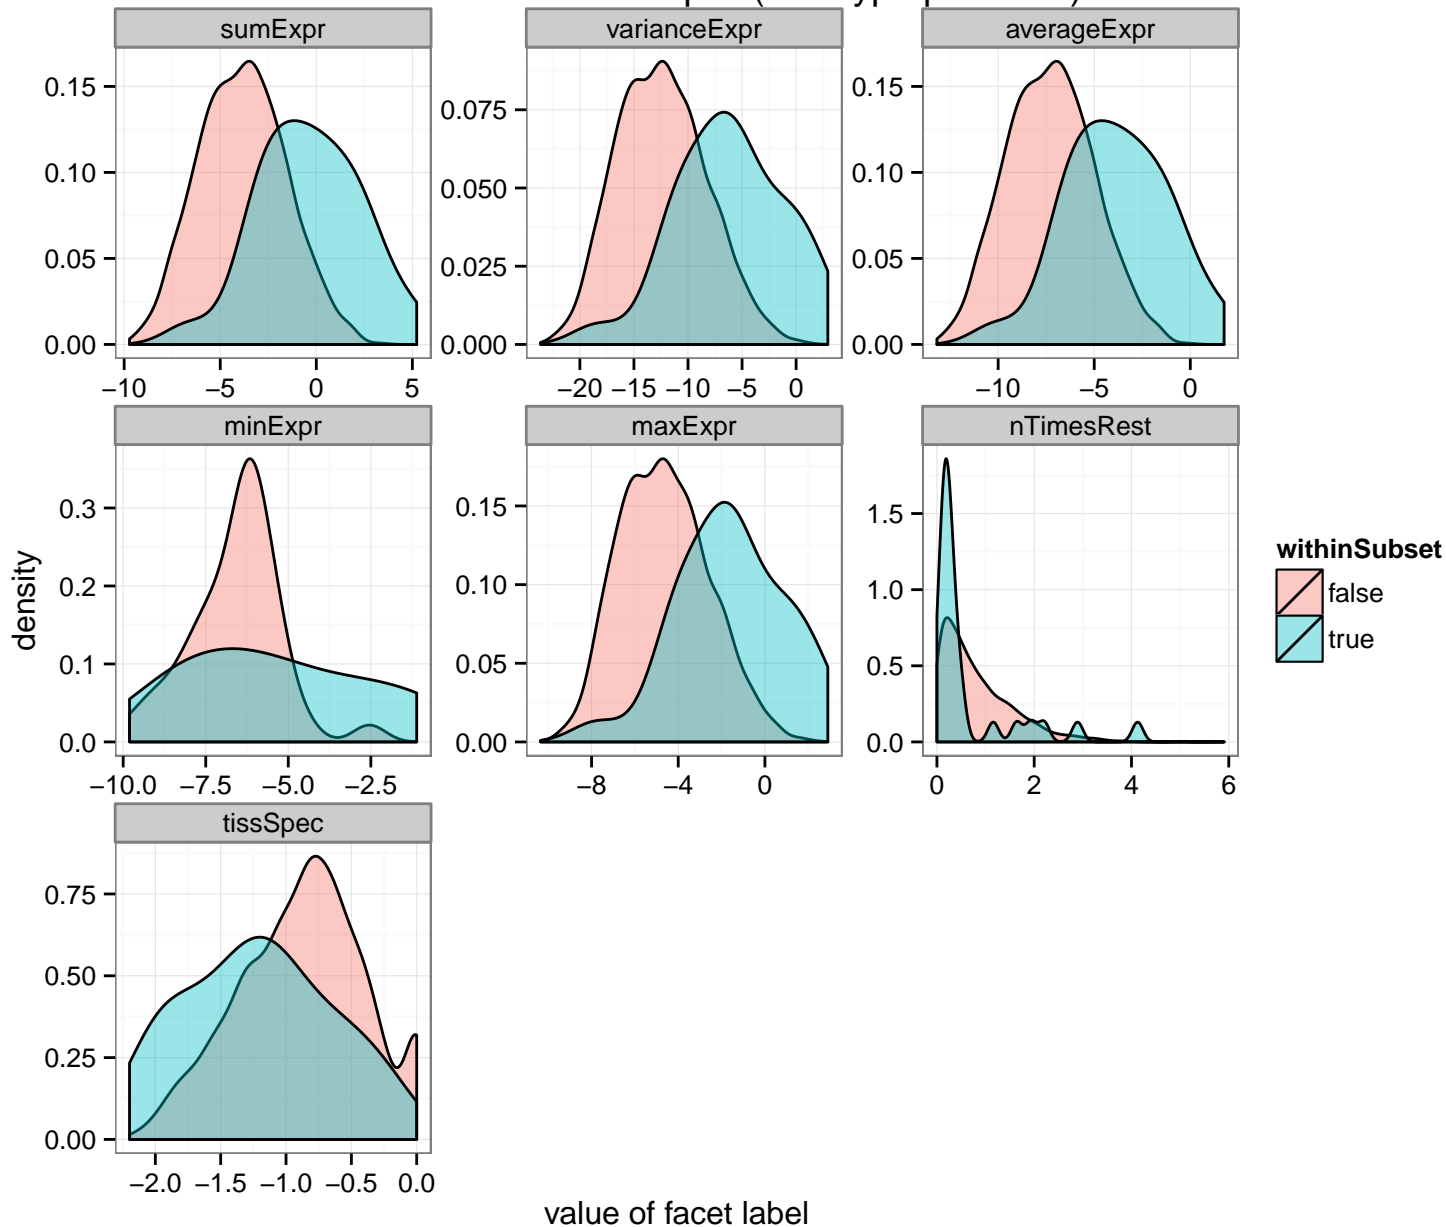 sumExpr varianceExpr averageExpr
0.15 0.075 0.15
0.10 0.050 0.10
0.05 0.025 0.05
0.00 0.000 0.00
−10 −5 0 5 −20 −15 −10 −5 0 −10 −5 0
minExpr maxExpr nTimesRest
0.3 0.15 1.5
0.2 0.10 1.0
0.1 0.05 0.5
0.0 0.00 0.0
−10.0 −7.5 −5.0 −2.5 −8 −4 0 0 2 4 6
tissSpec
0.75
0.50
0.25
0.00
−2.0 −1.5 −1.0 −0.5 0.0
density
value of facet label
withinSubset
false
true